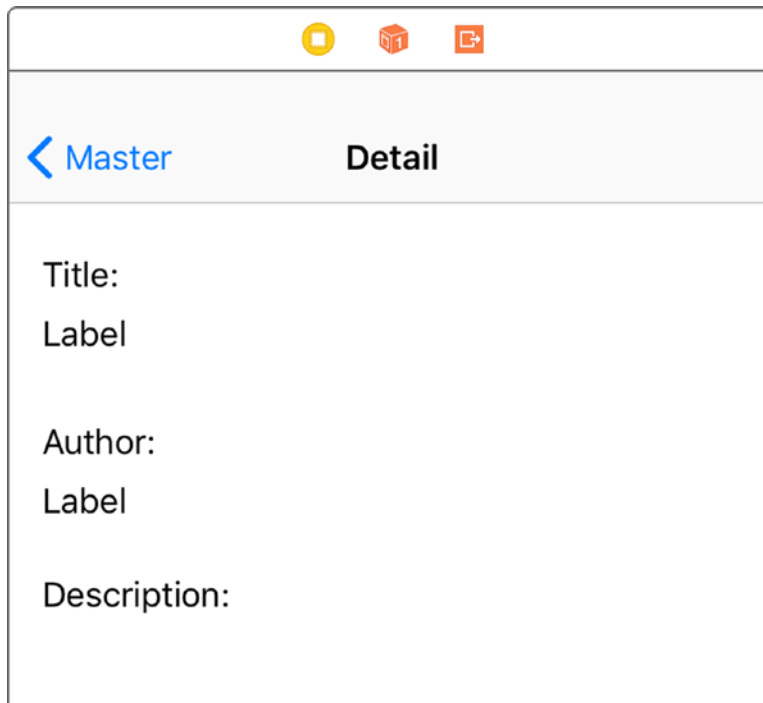 Master Detail
Title:
Label
Author:
Label
Description: